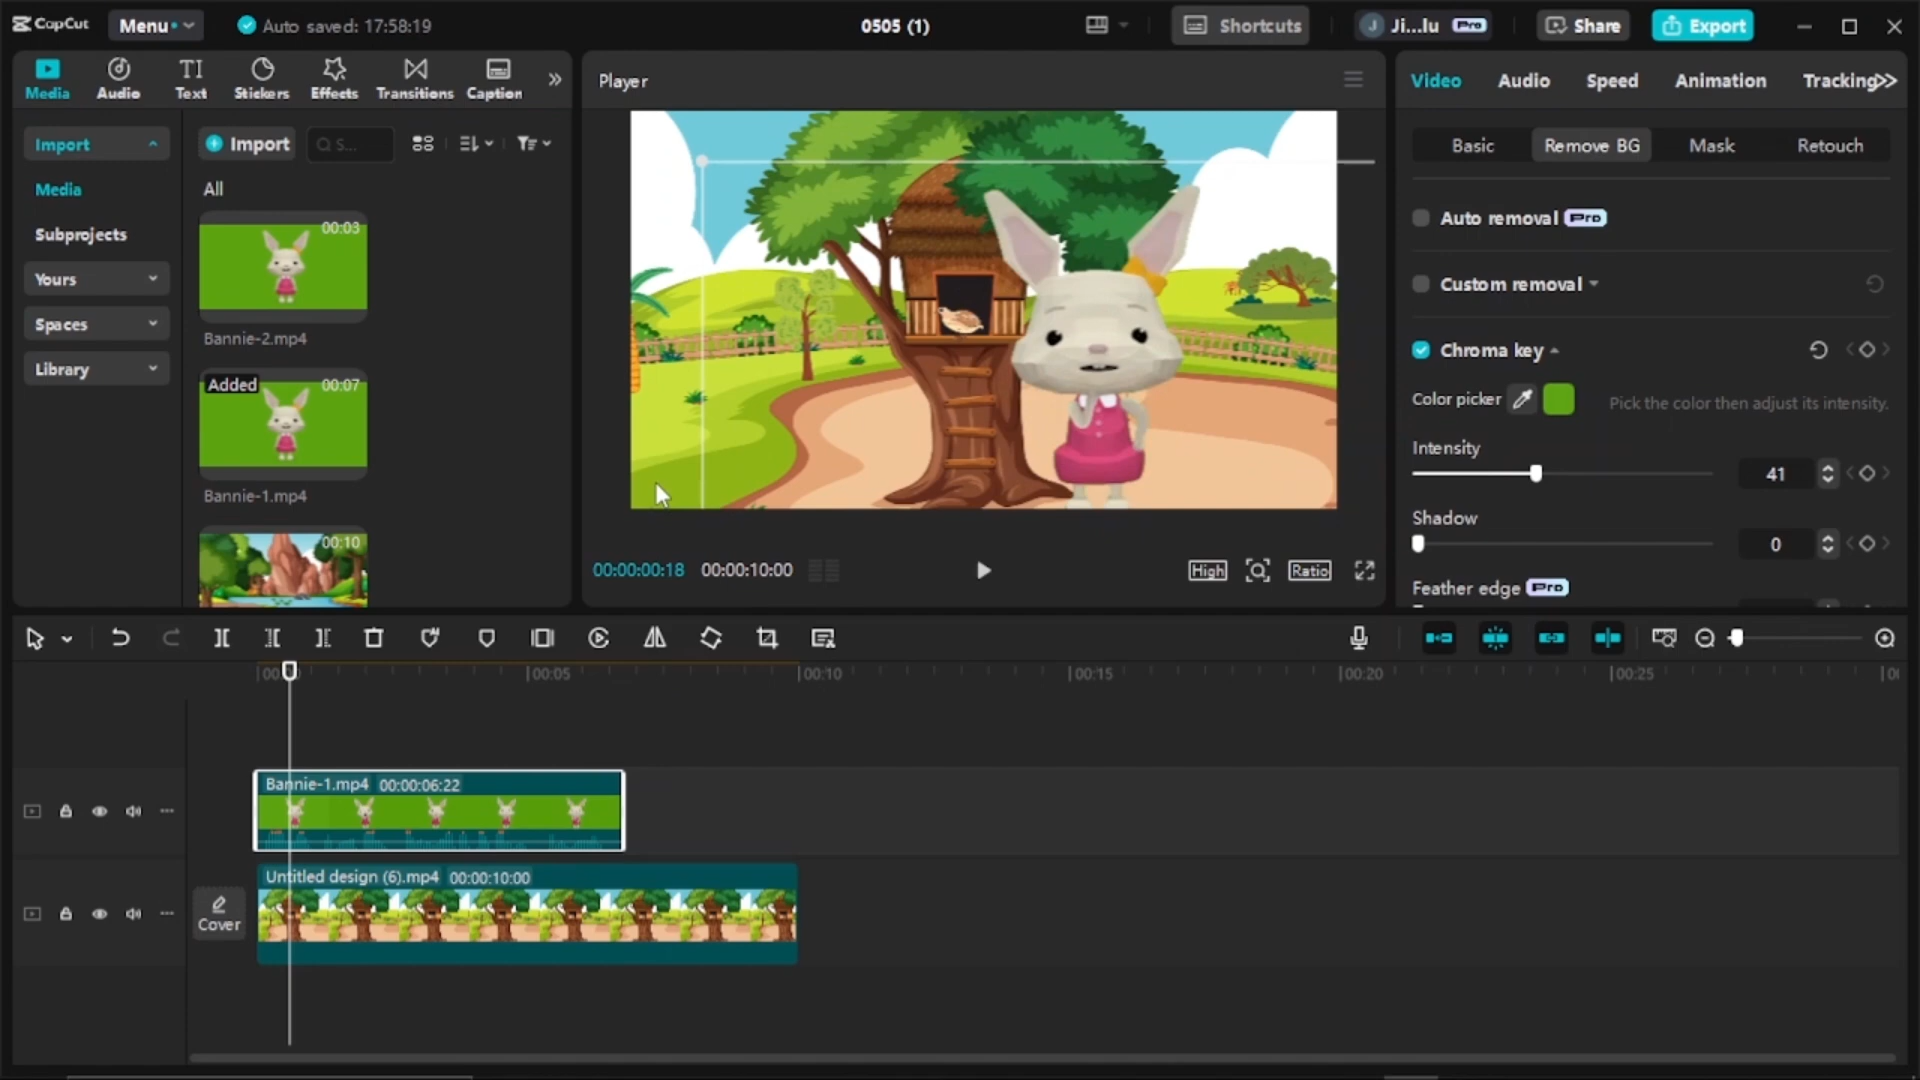 CapCut
Menu
Auto saved: 17:58:19
0505 (1)
Shortcuts
J
Ji...lu Pro
Share
Export
Media
Audio
TI
Text
Stickers
Effects
Transitions
Caption
Player
Video
Audio
Speed
Animation
Tracking
Import
Media
Subprojects
Yours
Spaces
Library
Import
S...
All
00:03
Bannie-2.mp4
Added
00:07
Bannie-1.mp4
00:10
00:00:00:18
00:00:10:00
High
Ratio
Basic
Remove BG
Mask
Retouch
Auto removal Pro
Custom removal
Chroma key
Color picker
Pick the color then adjust its intensity.
Intensity
41
Shadow
0
Feather edge Pro
00:05
00:10
00:15
00:20
00:25
Bannie-1.mp4 00:00:06:22
Cover
Untitled design (6).mp4 00:00:10:00